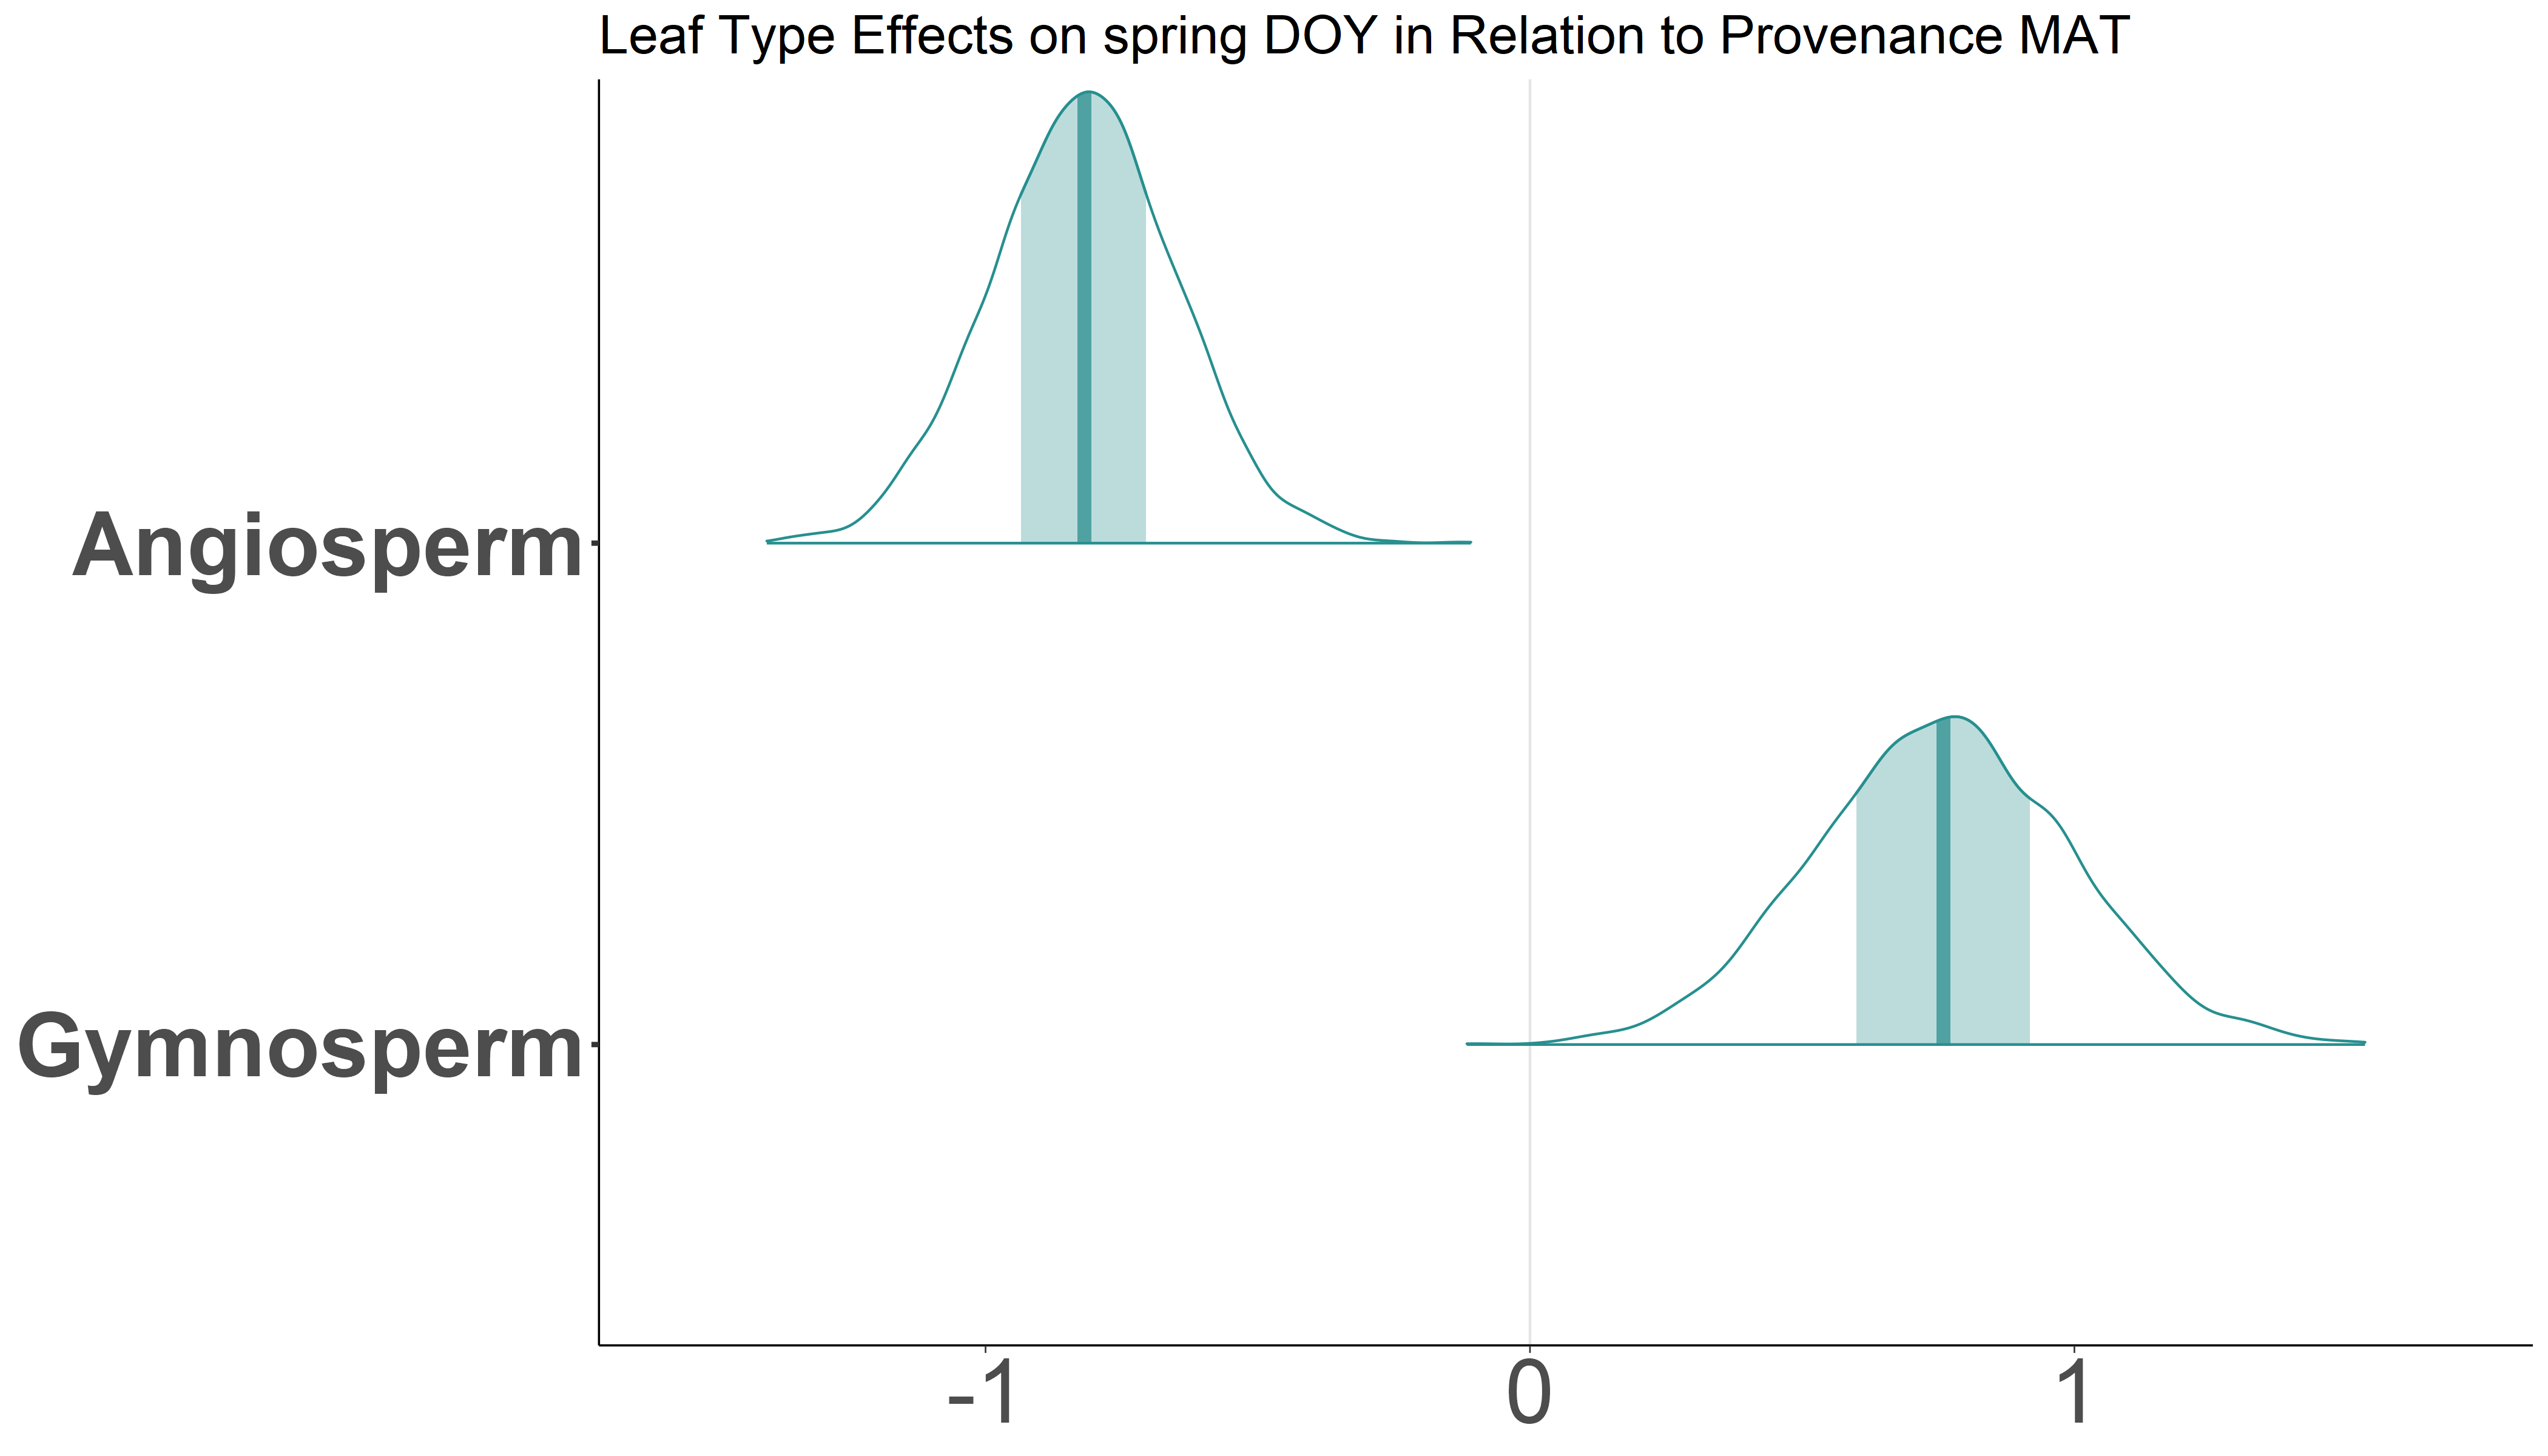 Leaf Type Effects on spring DOY in Relation to Provenance MAT
Angiosperm
Gymnosperm
-1 0 1